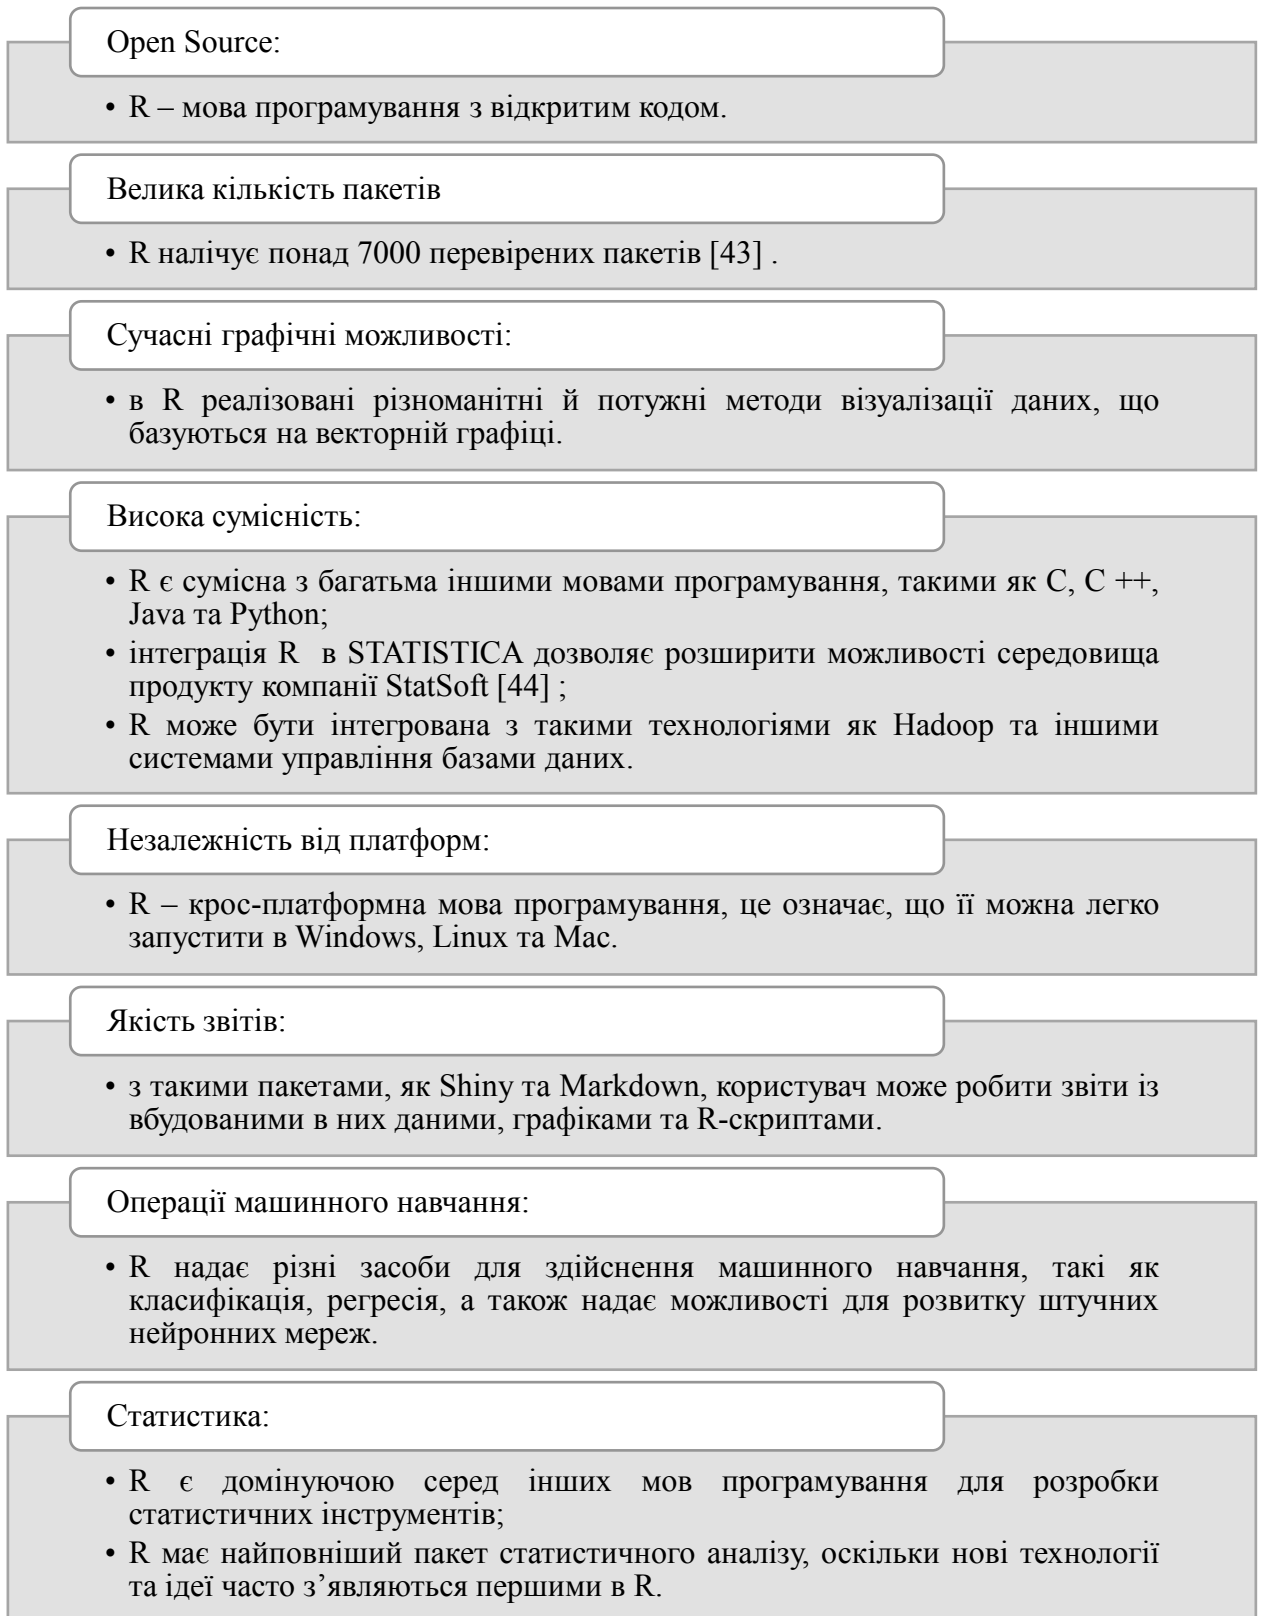 Open Source:
• R – мова програмування з відкритим кодом.
Велика кількість пакетів
• R налічує понад 7000 перевірених пакетів [43] .
Сучасні графічні можливості:
• в R реалізовані різноманітні й потужні методи візуалізації даних, що
базуються на векторній графіці.
Висока сумісність:
• R є сумісна з багатьма іншими мовами програмування, такими як C, C ++,
Java та Python;
• інтеграція R в STATISTICA дозволяє розширити можливості середовища
продукту компанії StatSoft [44] ;
• R може бути інтегрована з такими технологіями як Hadoop та іншими
системами управління базами даних.
Незалежність від платформ:
• R – крос-платформна мова програмування, це означає, що її можна легко
запустити в Windows, Linux та Mac.
Якість звітів:
• з такими пакетами, як Shiny та Markdown, користувач може робити звіти із
вбудованими в них даними, графіками та R-скриптами.
Операції машинного навчання:
• R надає різні засоби для здійснення машинного навчання, такі як
класифікація, регресія, а також надає можливості для розвитку штучних
нейронних мереж.
Статистика:
• R є домінуючою серед інших мов програмування для розробки
статистичних інструментів;
• R має найповніший пакет статистичного аналізу, оскільки нові технології
та ідеї часто з’являються першими в R.